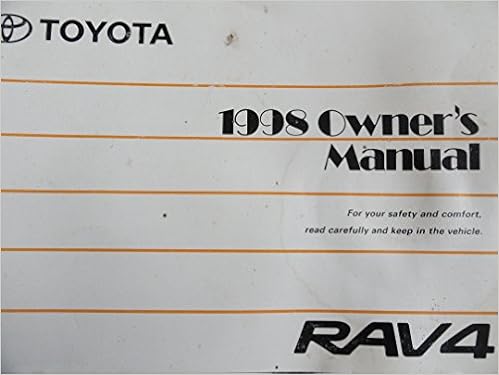 TOYOTA
1998 Owner's
Manual
For your safety and comfort,
read carefully and keep in the vehicle.
RAV4